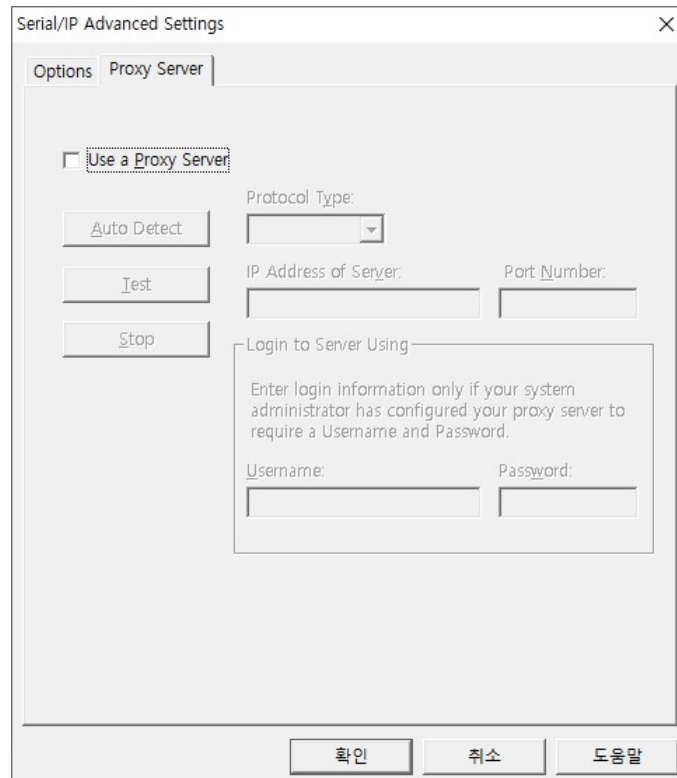 Serial/IP Advanced Settings
Options
Proxy Server
Use a Proxy Server
Protocol Type:
Auto Detect
IP Address of Server:
Port Number:
Test
Stop
Login to Server Using
Enter login information only if your system
administrator has configured your proxy server to
require a Username and Password.
Username:
Password:
확인
취소
도움말